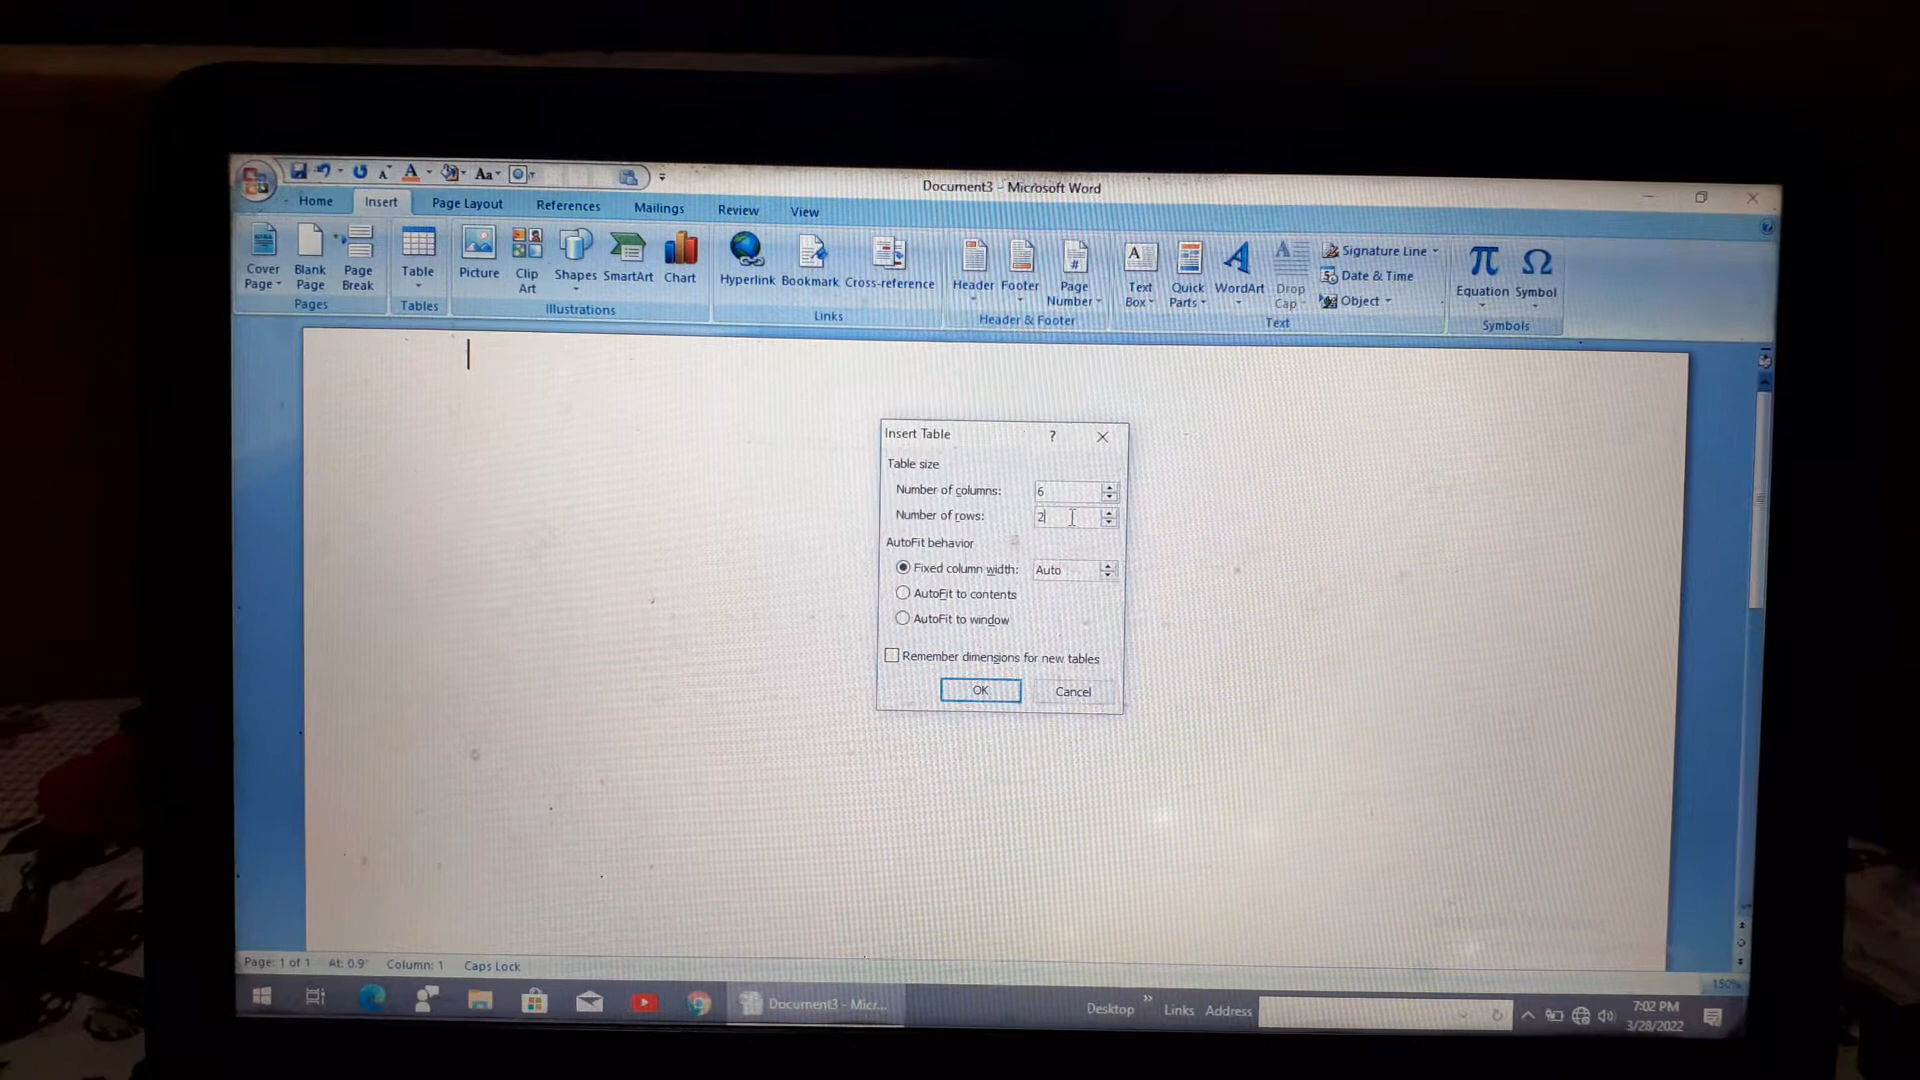 Document3 - Microsoft Word
Home Insert Page Layout References Mailings Review View
Cover Page
Blank Page
Page Break
Pages
Table
Tables
Picture
Clip Art
Shapes
SmartArt
Chart
Illustrations
Hyperlink
Bookmark
Cross-reference
Links
Header
Footer
Page Number
Header & Footer
Text Box
Quick Parts
WordArt
Drop Cap
Signature Line
Date & Time
Object
Text
Equation
Symbol
Symbols
Insert Table ?
Table size
Number of columns: 6
Number of rows: 2
AutoFit behavior
Fixed column width: Auto
AutoFit to contents
AutoFit to window
Remember dimensions for new tables
OK Cancel
Page: 1 of 1 At: 0.9" Column: 1 Caps Lock
150%
Document3 - Micr...
Desktop Links Address
7:02 PM
3/28/2022